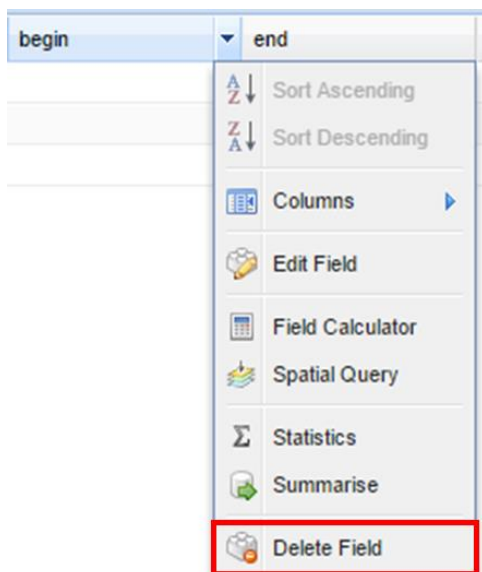 begin end
Sort Ascending
Sort Descending
Columns
Edit Field
Field Calculator
Spatial Query
Statistics
Summarise
Delete Field